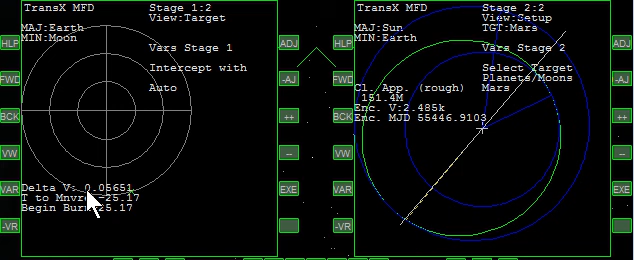 TransX MFD Stage 1:2
View:Target
MAJ:Earth
MIN:Moon
Vars Stage 1
Intercept with
Auto
Delta V: 0.05651
T to 25.17
Begin 25.17
HLP
FWD
BCK
VW
VAR
-VR
ADJ
-AJ
++
--
EXE
TransX MFD Stage 2:2
View:Setup
MAJ:Sun TGT:Mars
MIN:Earth
Vars Stage 2
Select Target
Planets/Moons
Cl. App. (rough) Mars
151.4M
Enc. V:2.485k
Enc. MJD 55446.9103
HLP
FWD
BCK
VW
VAR
-VR
ADJ
-AJ
++
--
EXE